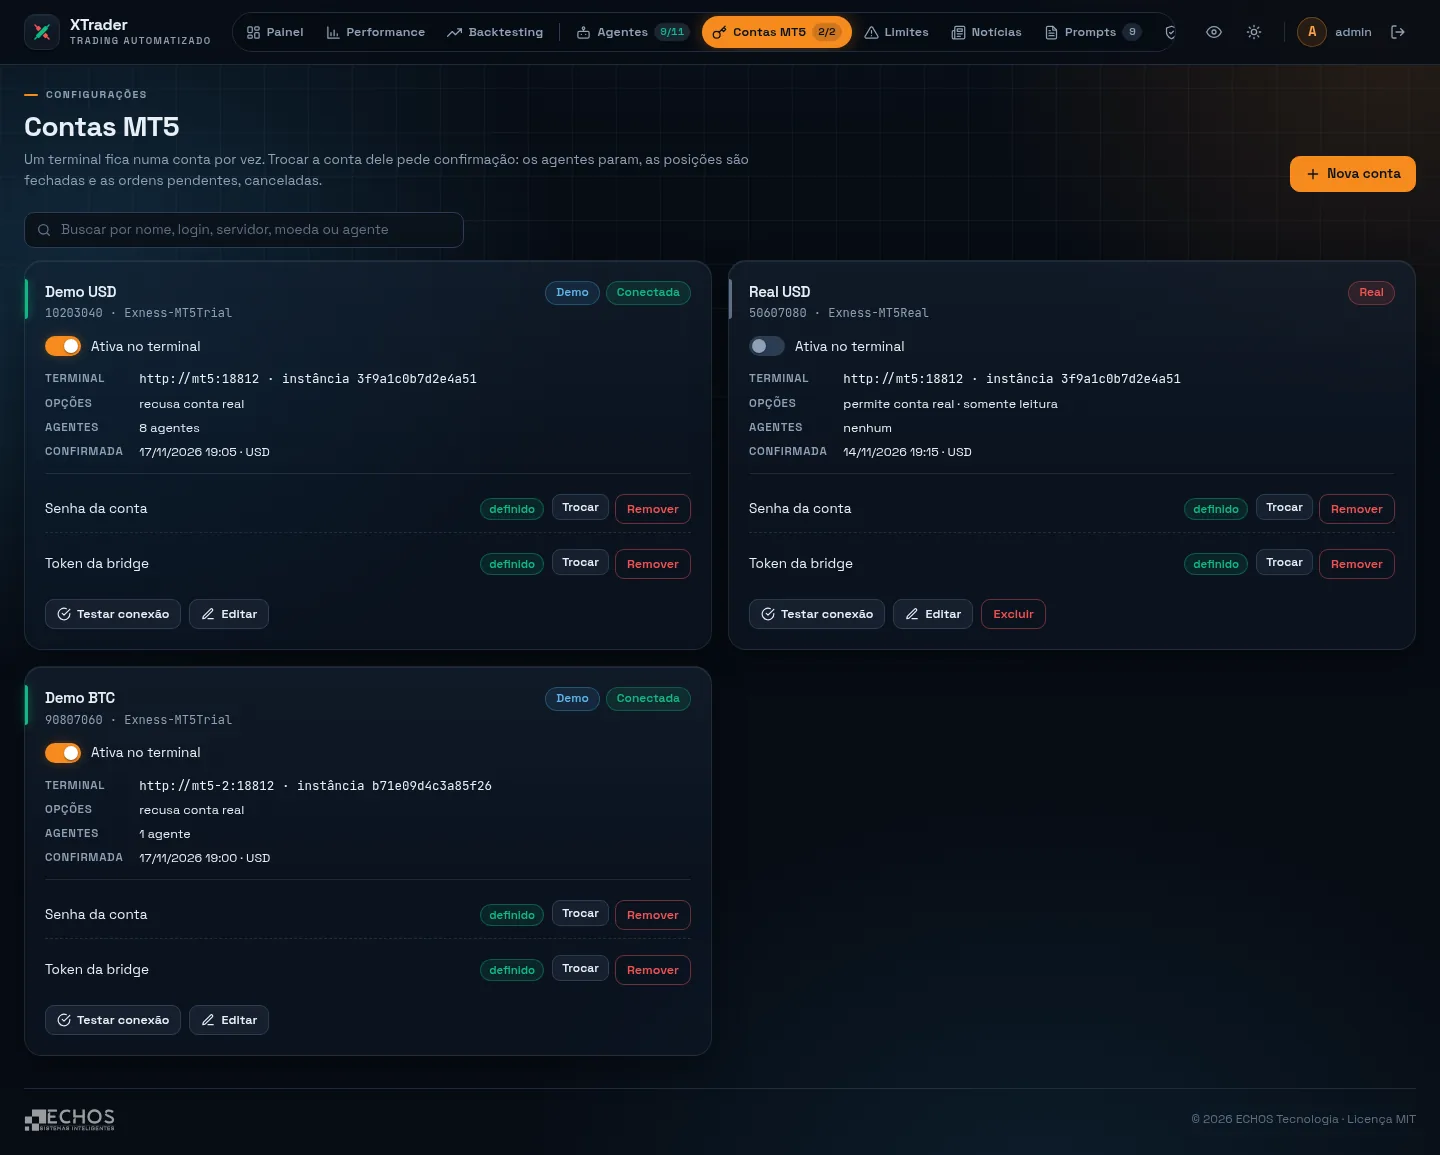 XTrader
TRADING AUTOMATIZADO
Painel
Performance
Backtesting
Agentes 9/11
Contas MT5 2/2
Limites
Notícias
Prompts 9
A admin
CONFIGURAÇÕES
Contas MT5
Um terminal fica numa conta por vez. Trocar a conta dele pede confirmação: os agentes param, as posições são
fechadas e as ordens pendentes, canceladas.
Nova conta
Buscar por nome, login, servidor, moeda ou agente
Demo USD
Demo Conectada
10203040 · Exness-MT5Trial
Ativa no terminal
TERMINAL http://mt5:18812 · instância 3f9a1c0b7d2e4a51
OPÇÕES recusa conta real
AGENTES 8 agentes
CONFIRMADA 17/11/2026 19:05 · USD
Senha da conta definido Trocar Remover
Token da bridge definido Trocar Remover
Testar conexão Editar
Real USD
Real
50607080 · Exness-MT5Real
Ativa no terminal
TERMINAL http://mt5:18812 · instância 3f9a1c0b7d2e4a51
OPÇÕES permite conta real · somente leitura
AGENTES nenhum
CONFIRMADA 14/11/2026 19:15 · USD
Senha da conta definido Trocar Remover
Token da bridge definido Trocar Remover
Testar conexão Editar Excluir
Demo BTC
Demo Conectada
90807060 · Exness-MT5Trial
Ativa no terminal
TERMINAL http://mt5-2:18812 · instância b71e09d4c3a85f26
OPÇÕES recusa conta real
AGENTES 1 agente
CONFIRMADA 17/11/2026 19:00 · USD
Senha da conta definido Trocar Remover
Token da bridge definido Trocar Remover
Testar conexão Editar
ECHOS
SISTEMAS INTELIGENTES
© 2026 ECHOS Tecnologia · Licença MIT